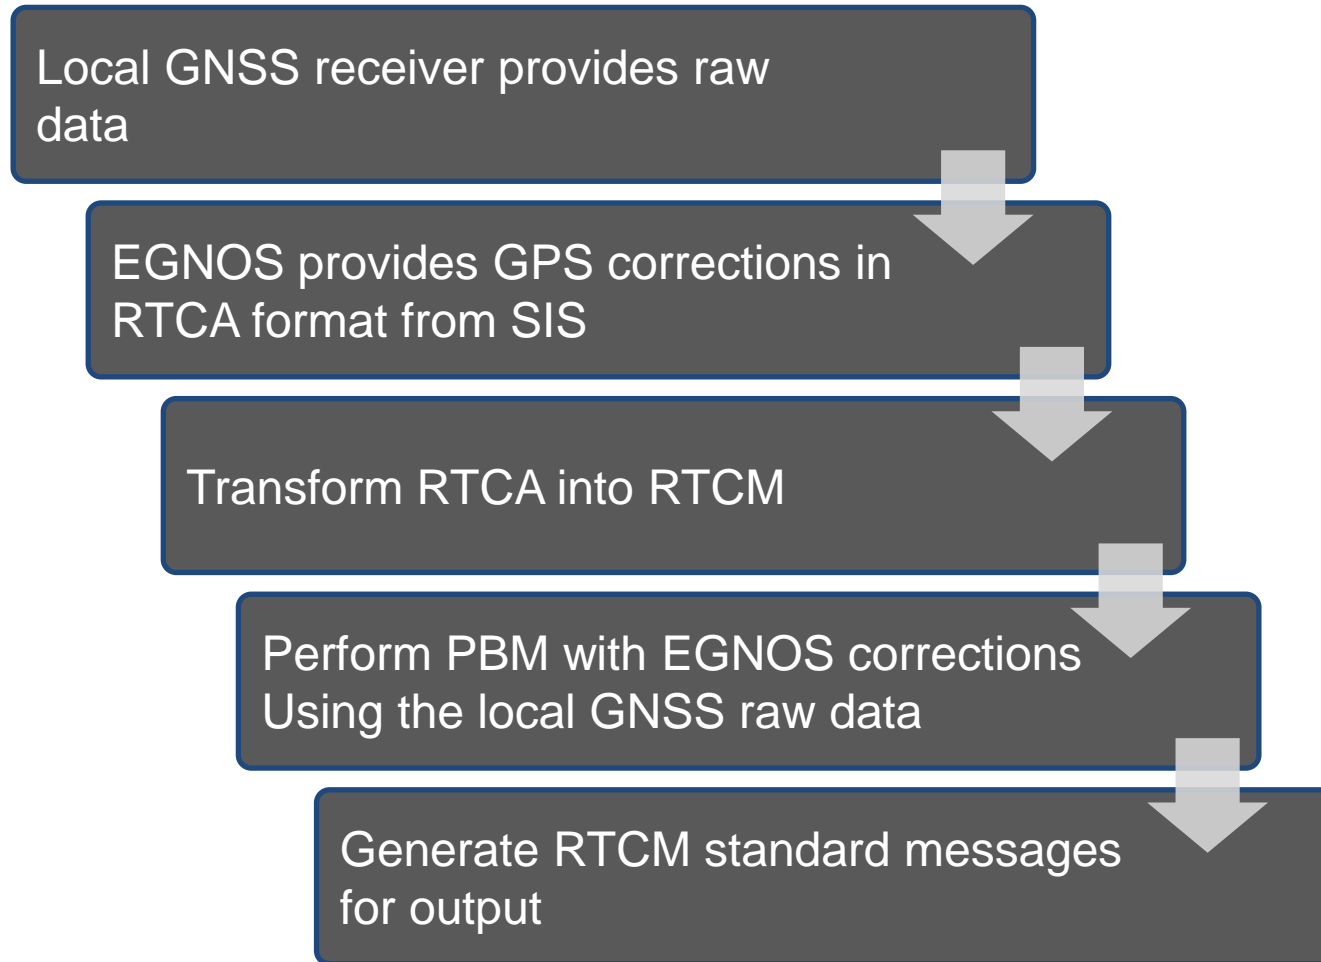 Local GNSS receiver provides raw
data
EGNOS provides GPS corrections in
RTCA format from SIS
Transform RTCA into RTCM
Perform PBM with EGNOS corrections
Using the local GNSS raw data
Generate RTCM standard messages
for output